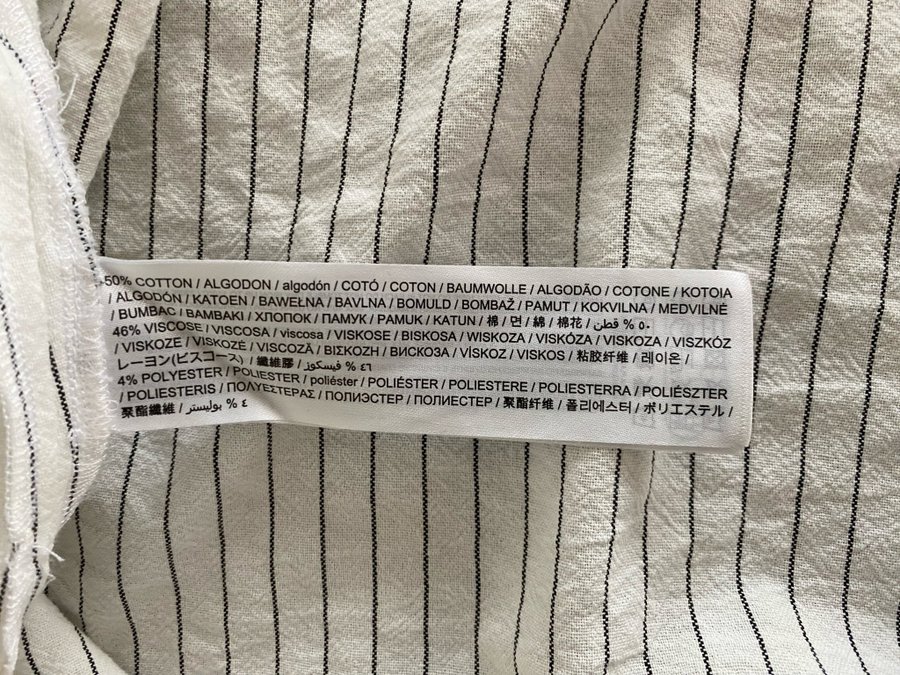 50% COTTON / ALGODON / algodón / COTÓ / COTON / BAUMWOLLE / ALGODÃO / COTONE / KOTOIA
/ ALGODÓN / KATOEN / BAWEŁNA / BAVLNA / BOMULD / BOMBAŽ / PAMUT / KOKVILNA / MEDVILNĖ
/ BUMBAC / BAMBAKI / ХЛОПОК / ПАМУК / PAMUK / KATUN / 棉 / 면 / 綿 / 棉花 / قطن % ٥٠
46% VISCOSE / VISCOSA / viscosa / VISKOSE / BISKOSA / WISKOZA / VISKÓZA / VISKOZA / VISZKÓZ
/ VISKOZE / VISKOZĖ / VISCOZĂ / ΒΙΣΚΟΖΗ / ВИСКОЗА / VÍSKOZ / VISKOS / 粘胶纤维 / 레이온 /
レーヨン(ビスコース) / 纖維膠 / فيسكوز % ٤٦
4% POLYESTER / POLIESTER / poliéster / POLIÉSTER / POLIESTERE / POLIESTERRA / POLIÉSZTER
/ POLIESTERIS / ΠΟΛΥΕΣΤΕΡΑΣ / ПОЛИЭСТЕР / ПОЛИЕСТЕР / 聚酯纤维 / 폴리에스터 / ポリエステル /
聚酯纖維 / بوليستر % ٤